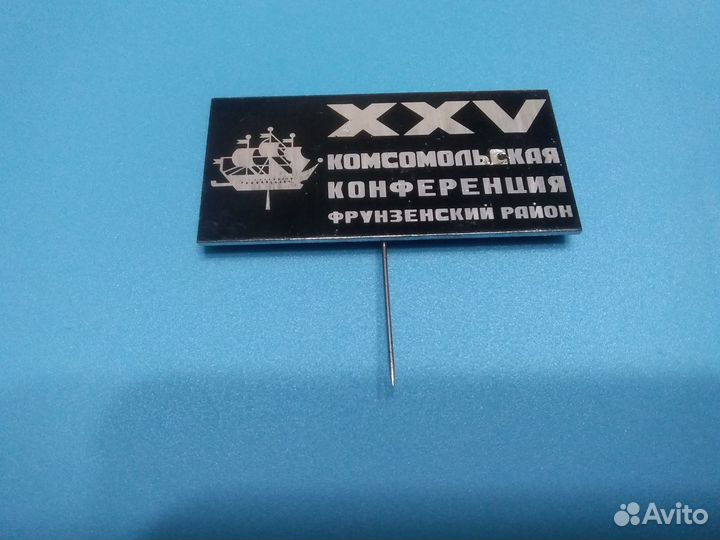 XXV
КОМСОМОЛЬСКАЯ
КОНФЕРЕНЦИЯ
ФРУНЗЕНСКИЙ РАЙОН
Avito